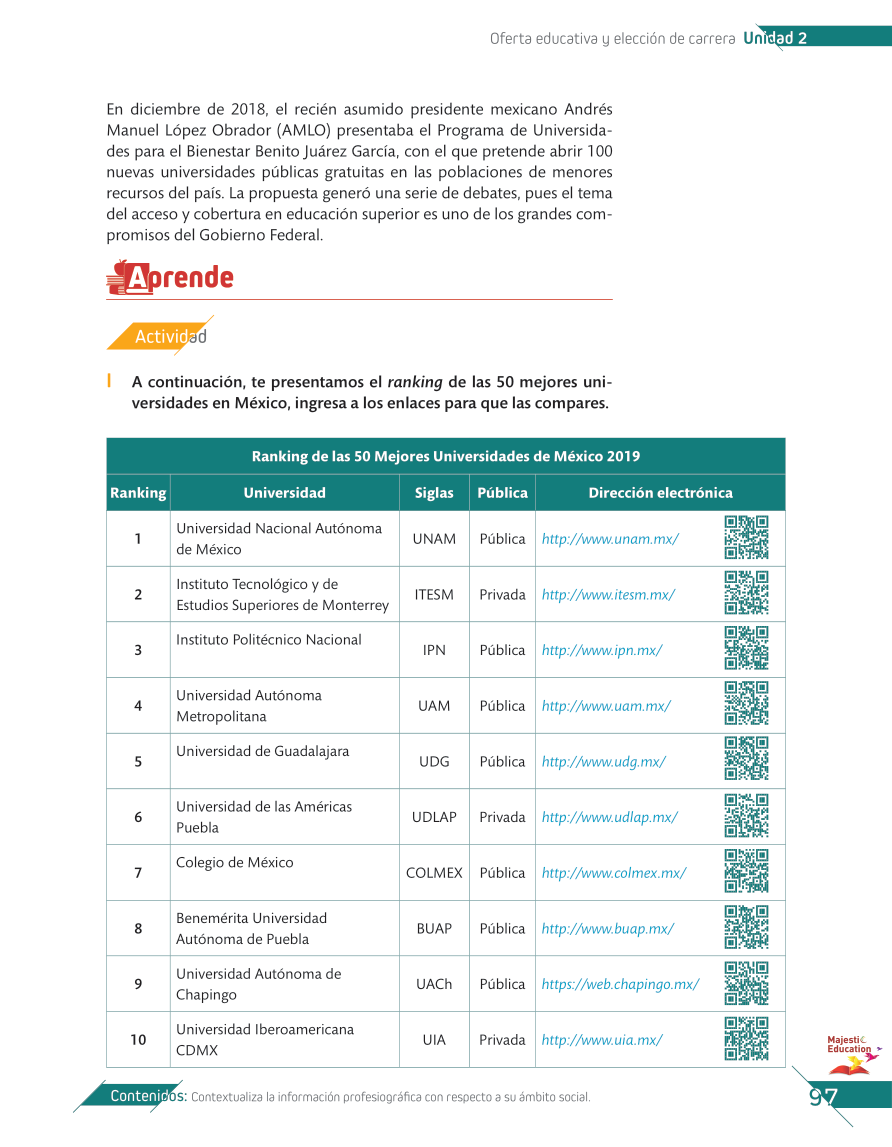 Oferta educativa y elección de carrera Unidad 2
En diciembre de 2018, el recién asumido presidente mexicano Andrés
Manuel López Obrador (AMLO) presentaba el Programa de Universida-
des para el Bienestar Benito Juárez García, con el que pretende abrir 100
nuevas universidades públicas gratuitas en las poblaciones de menores
recursos del país. La propuesta generó una serie de debates, pues el tema
del acceso y cobertura en educación superior es uno de los grandes com-
promisos del Gobierno Federal.
Aprende
Actividad
I A continuación, te presentamos el ranking de las 50 mejores uni-
versidades en México, ingresa a los enlaces para que las compares.
Ranking de las 50 Mejores Universidades de México 2019
Ranking Universidad Siglas Pública Dirección electrónica
1 Universidad Nacional Autónoma de México UNAM Pública http://www.unam.mx/
2 Instituto Tecnológico y de Estudios Superiores de Monterrey ITESM Privada http://www.itesm.mx/
3 Instituto Politécnico Nacional IPN Pública http://www.ipn.mx/
4 Universidad Autónoma Metropolitana UAM Pública http://www.uam.mx/
5 Universidad de Guadalajara UDG Pública http://www.udg.mx/
6 Universidad de las Américas Puebla UDLAP Privada http://www.udlap.mx/
7 Colegio de México COLMEX Pública http://www.colmex.mx/
8 Benemérita Universidad Autónoma de Puebla BUAP Pública http://www.buap.mx/
9 Universidad Autónoma de Chapingo UACh Pública https://web.chapingo.mx/
10 Universidad Iberoamericana CDMX UIA Privada http://www.uia.mx/
Majestic
Education
Contenidos: Contextualiza la información profesiográfica con respecto a su ámbito social.
97